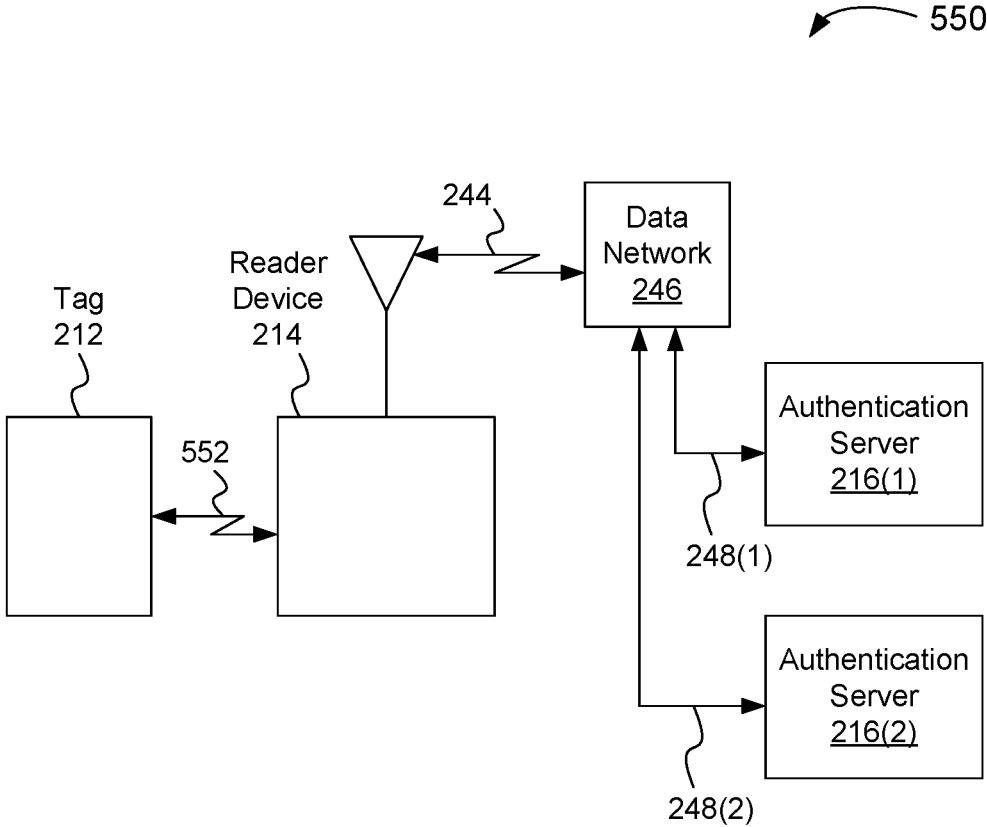 550
244
Data
Network
246
Reader
Device
214
Tag
212
Authentication
Server
216(1)
552
248(1)
Authentication
Server
216(2)
248(2)